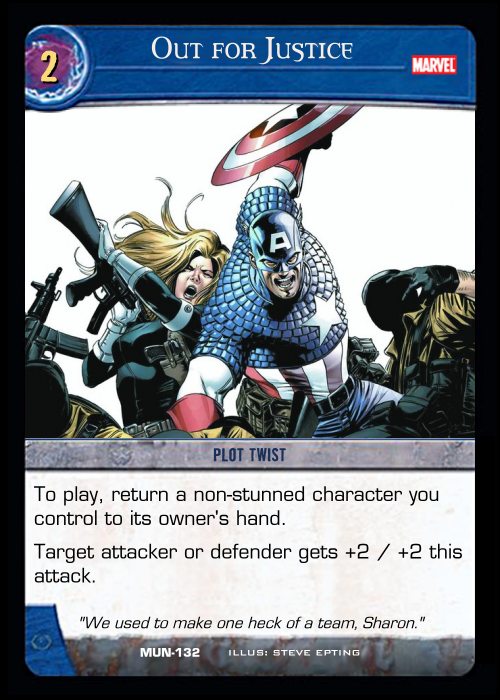 2
Out for Justice
MARVEL
A
PLOT TWIST
To play, return a non-stunned character you
control to its owner's hand.
Target attacker or defender gets +2 / +2 this
attack.
"We used to make one heck of a team, Sharon."
MUN-132 ILLUS: STEVE EPTING